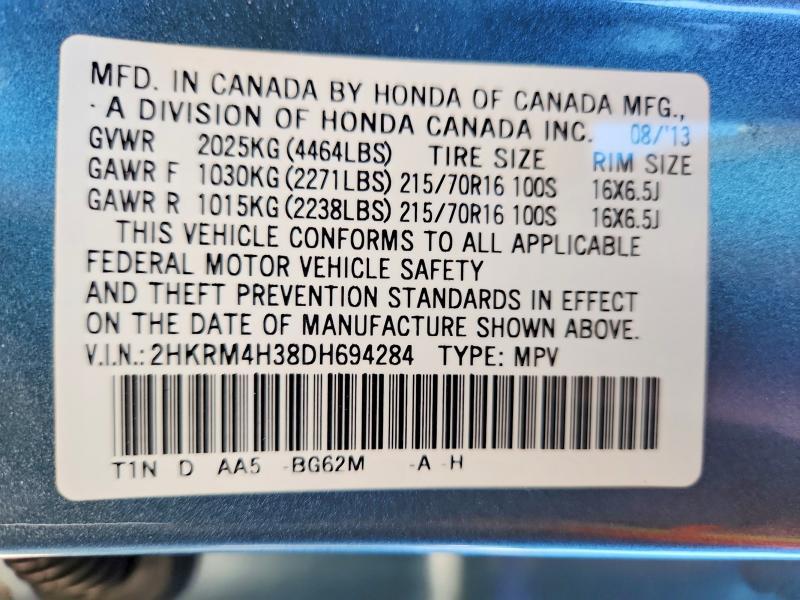 MFD. IN CANADA BY HONDA OF CANADA MFG.,
A DIVISION OF HONDA CANADA INC. 08/'13
GVWR 2025KG (4464LBS) TIRE SIZE RIM SIZE
GAWR F 1030KG (2271LBS) 215/70R16 100S 16X6.5J
GAWR R 1015KG (2238LBS) 215/70R16 100S 16X6.5J
THIS VEHICLE CONFORMS TO ALL APPLICABLE
FEDERAL MOTOR VEHICLE SAFETY
AND THEFT PREVENTION STANDARDS IN EFFECT
ON THE DATE OF MANUFACTURE SHOWN ABOVE.
V.I.N.: 2HKRM4H38DH694284 TYPE: MPV
T1N D AA5 -BG62M -A -H